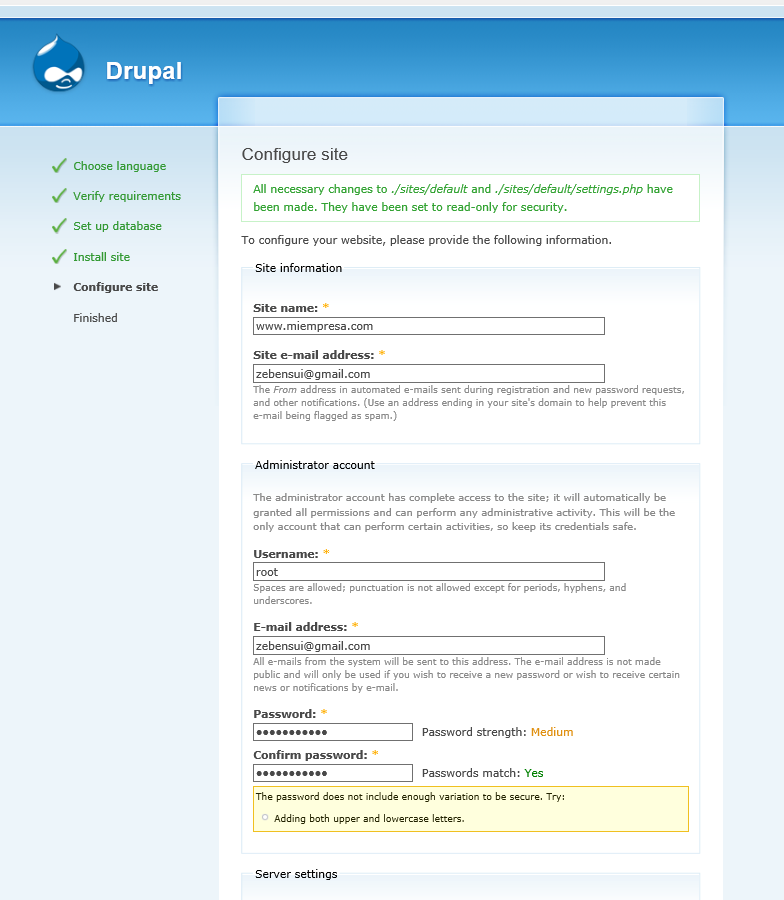 Drupal
Choose language
Verify requirements
Set up database
Install site
Configure site
Finished
Configure site
All necessary changes to ./sites/default and ./sites/default/settings.php have
been made. They have been set to read-only for security.
To configure your website, please provide the following information.
Site information
Site name: *
www.miempresa.com
Site e-mail address: *
zebensui@gmail.com
The From address in automated e-mails sent during registration and new password requests,
and other notifications. (Use an address ending in your site's domain to help prevent this
e-mail being flagged as spam.)
Administrator account
The administrator account has complete access to the site; it will automatically be
granted all permissions and can perform any administrative activity. This will be the
only account that can perform certain activities, so keep its credentials safe.
Username: *
root
Spaces are allowed; punctuation is not allowed except for periods, hyphens, and
underscores.
E-mail address: *
zebensui@gmail.com
All e-mails from the system will be sent to this address. The e-mail address is not made
public and will only be used if you wish to receive a new password or wish to receive certain
news or notifications by e-mail.
Password: *
●●●●●●●●●●● Password strength: Medium
Confirm password: *
●●●●●●●●●●● Passwords match: Yes
The password does not include enough variation to be secure. Try:
Adding both upper and lowercase letters.
Server settings